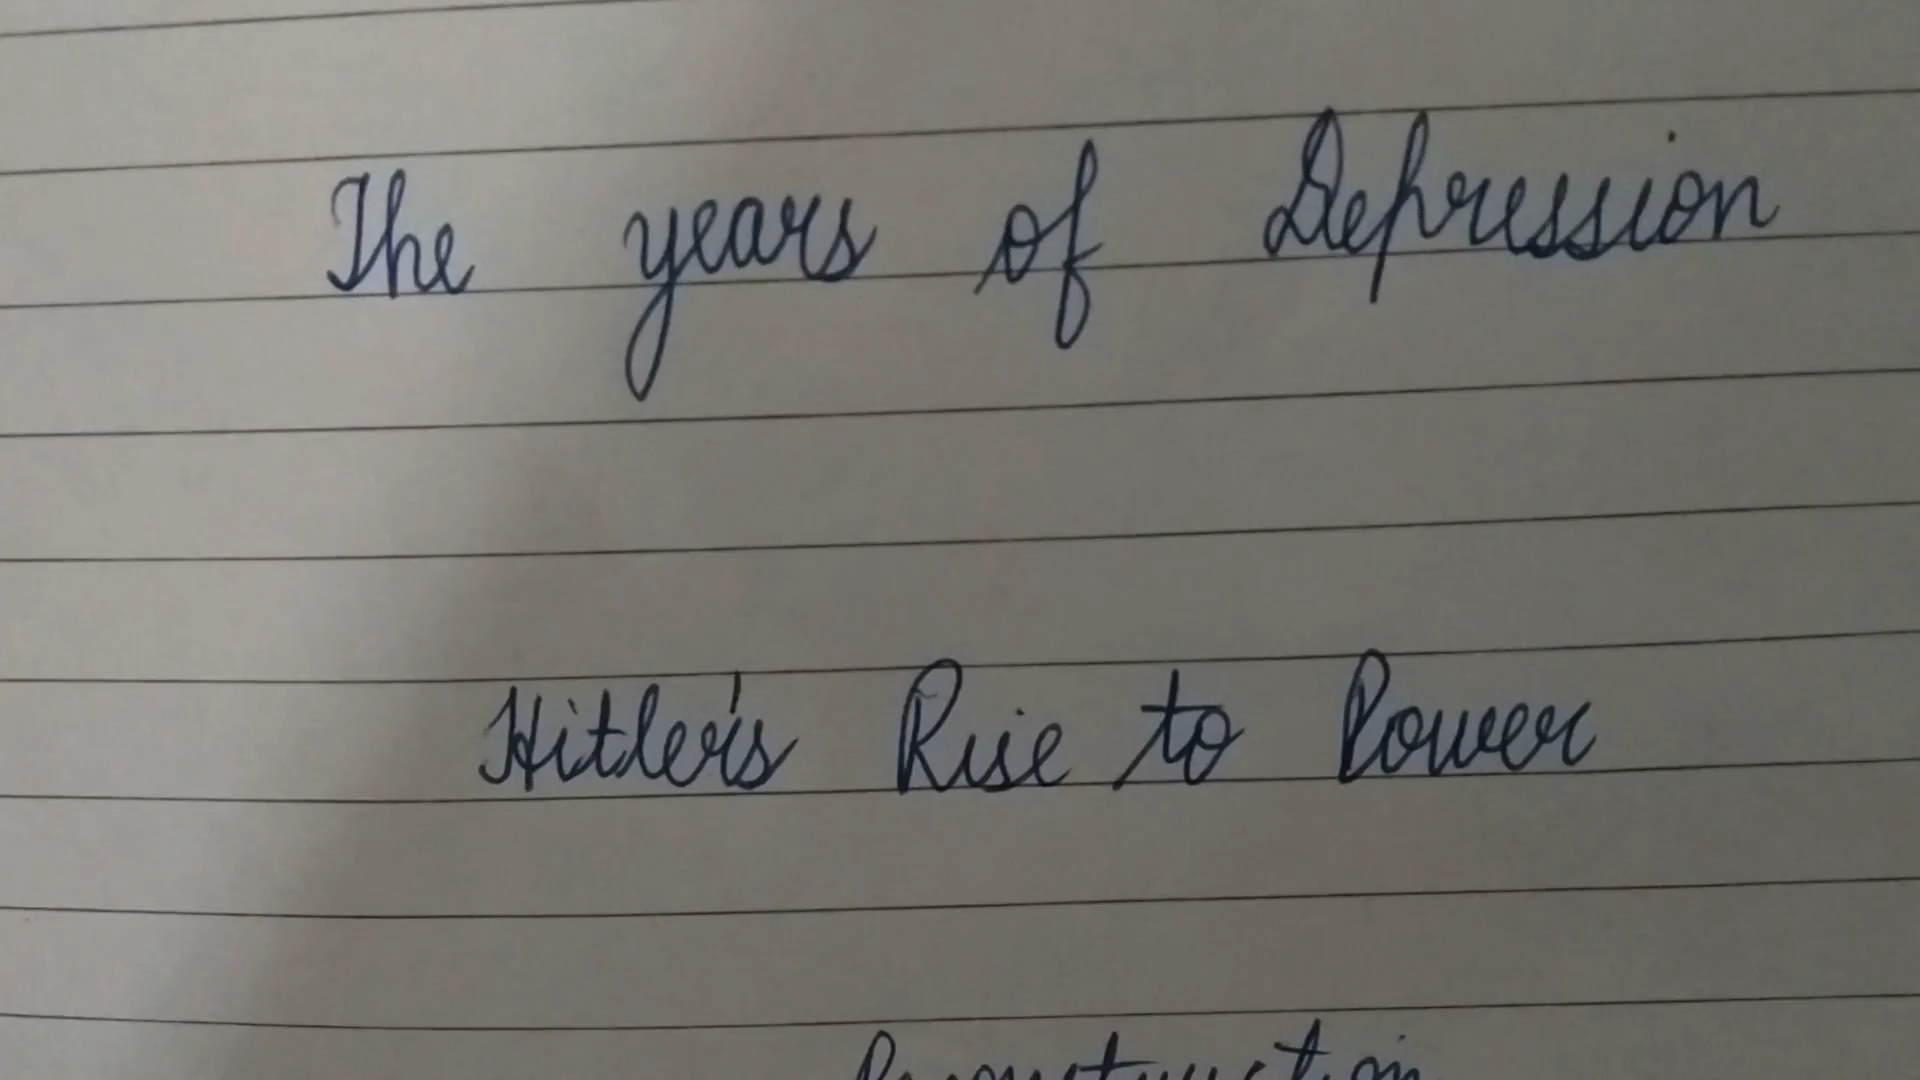 The years of Depression
Hitler's Rise to Power